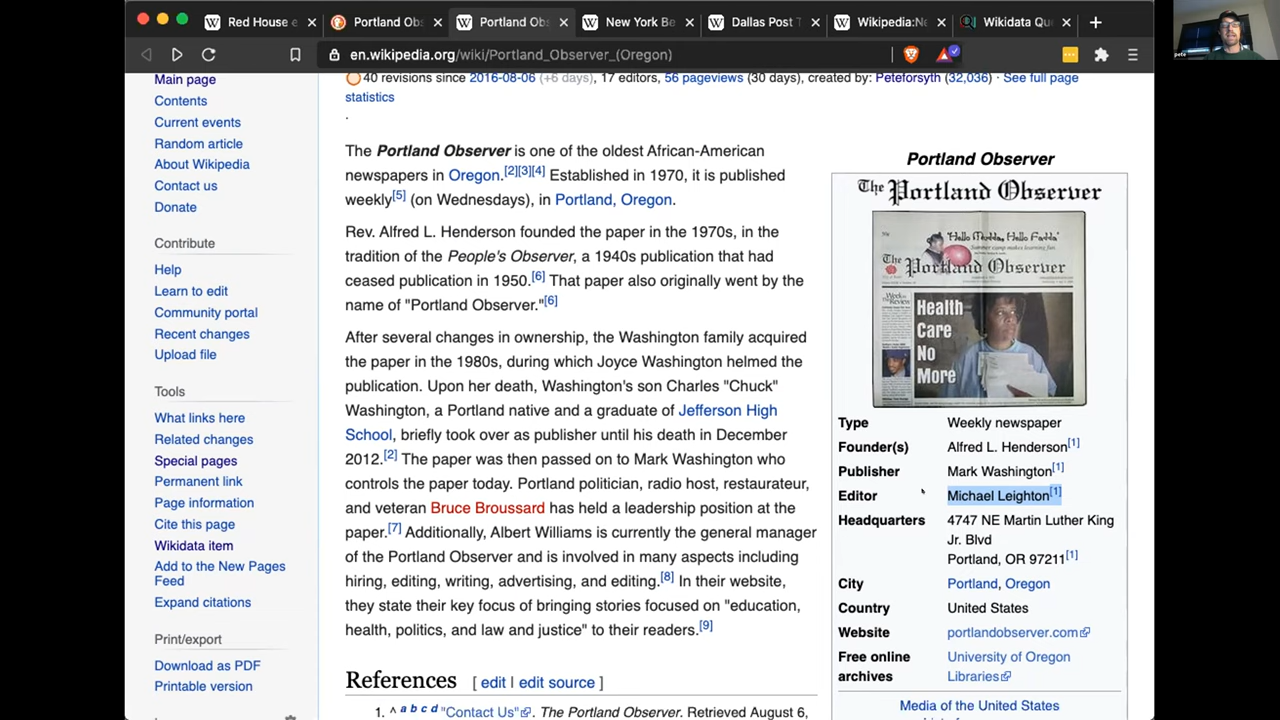 Red House e
Portland Obs
Portland Obs
New York Be
Dallas Post T
Wikipedia:Ne
Wikidata Qu
en.wikipedia.org/wiki/Portland_Observer_(Oregon)
pete
Main page
Contents
Current events
Random article
About Wikipedia
Contact us
Donate
Contribute
Help
Learn to edit
Community portal
Recent changes
Upload file
Tools
What links here
Related changes
Special pages
Permanent link
Page information
Cite this page
Wikidata item
Add to the New Pages
Feed
Expand citations
Print/export
Download as PDF
Printable version
40 revisions since 2016-08-06 (+6 days), 17 editors, 56 pageviews (30 days), created by: Peteforsyth (32,036) · See full page
statistics
.
The Portland Observer is one of the oldest African-American
newspapers in Oregon.[2][3][4] Established in 1970, it is published
weekly[5] (on Wednesdays), in Portland, Oregon.
Rev. Alfred L. Henderson founded the paper in the 1970s, in the
tradition of the People's Observer, a 1940s publication that had
ceased publication in 1950.[6] That paper also originally went by the
name of "Portland Observer."[6]
After several changes in ownership, the Washington family acquired
the paper in the 1980s, during which Joyce Washington helmed the
publication. Upon her death, Washington's son Charles "Chuck"
Washington, a Portland native and a graduate of Jefferson High
School, briefly took over as publisher until his death in December
2012.[2] The paper was then passed on to Mark Washington who
controls the paper today. Portland politician, radio host, restaurateur,
and veteran Bruce Broussard has held a leadership position at the
paper.[7] Additionally, Albert Williams is currently the general manager
of the Portland Observer and is involved in many aspects including
hiring, editing, writing, advertising, and editing.[8] In their website,
they state their key focus of bringing stories focused on "education,
health, politics, and law and justice" to their readers.[9]
References [ edit | edit source ]
1. ^ a b c d "Contact Us". The Portland Observer. Retrieved August 6,
Portland Observer
The Portland Observer
"Hello Mudda, Hello Fadda"
The Portland Observer
Health
Care
No
More
Type Weekly newspaper
Founder(s) Alfred L. Henderson[1]
Publisher Mark Washington[1]
Editor Michael Leighton[1]
Headquarters 4747 NE Martin Luther King
Jr. Blvd
Portland, OR 97211[1]
City Portland, Oregon
Country United States
Website portlandobserver.com
Free online University of Oregon
archives Libraries
Media of the United States